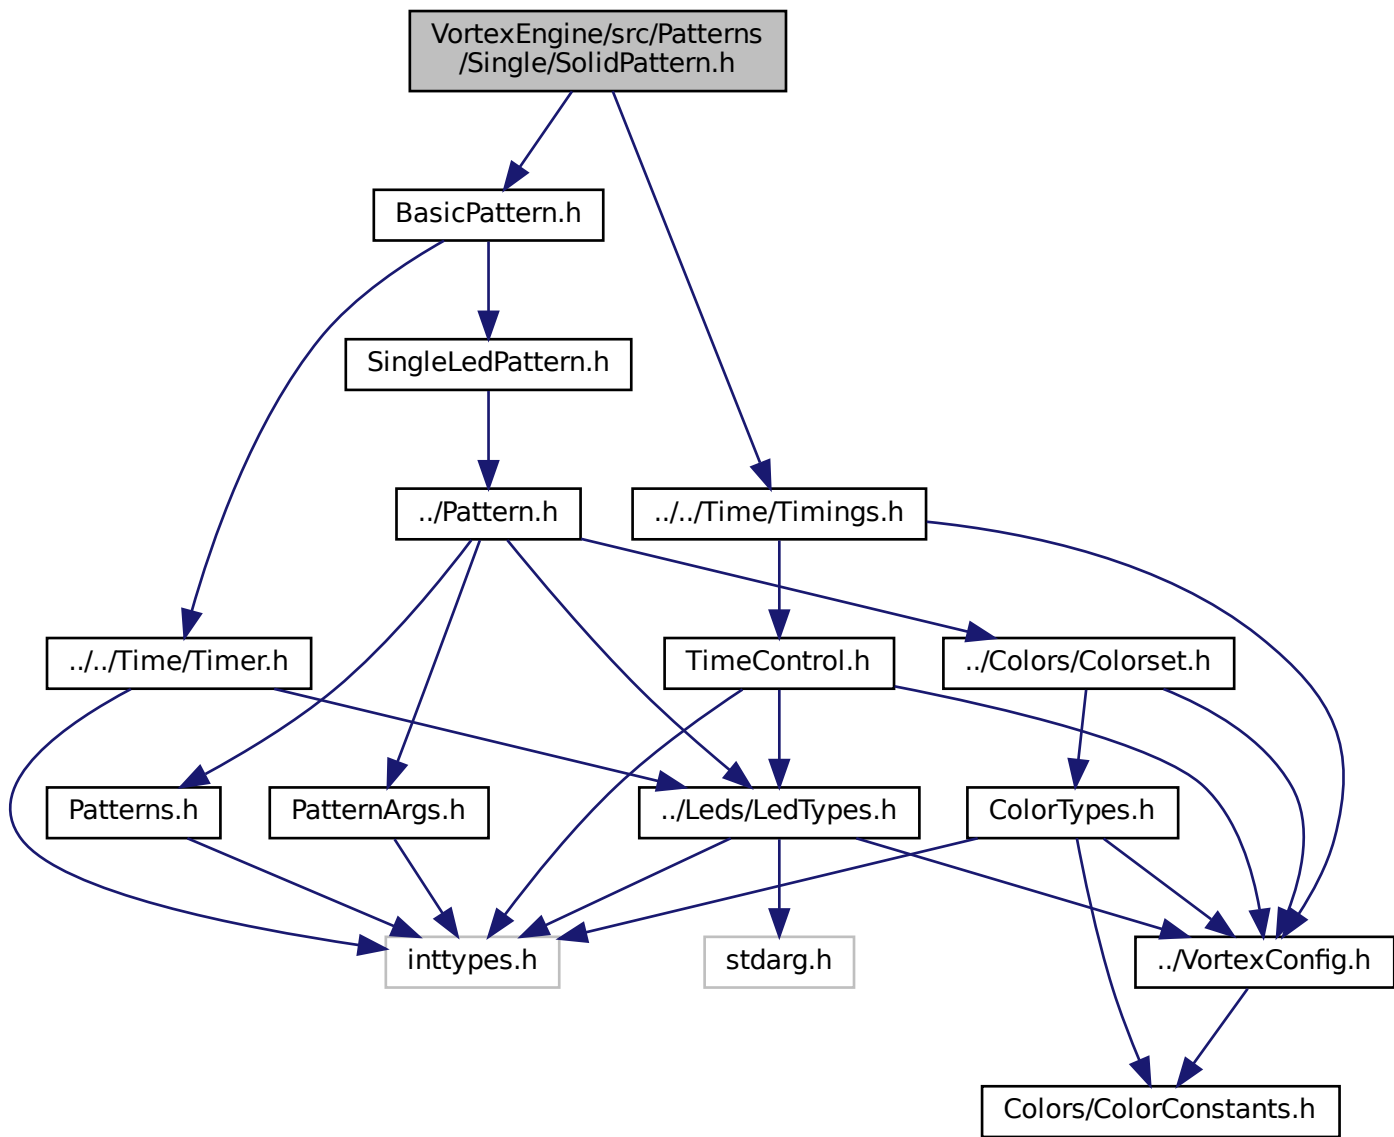 VortexEngine/src/Patterns
/Single/SolidPattern.h
BasicPattern.h
SingleLedPattern.h
../Pattern.h
../../Time/Timings.h
../../Time/Timer.h
TimeControl.h
../Colors/Colorset.h
Patterns.h
PatternArgs.h
../Leds/LedTypes.h
ColorTypes.h
inttypes.h
stdarg.h
../VortexConfig.h
Colors/ColorConstants.h